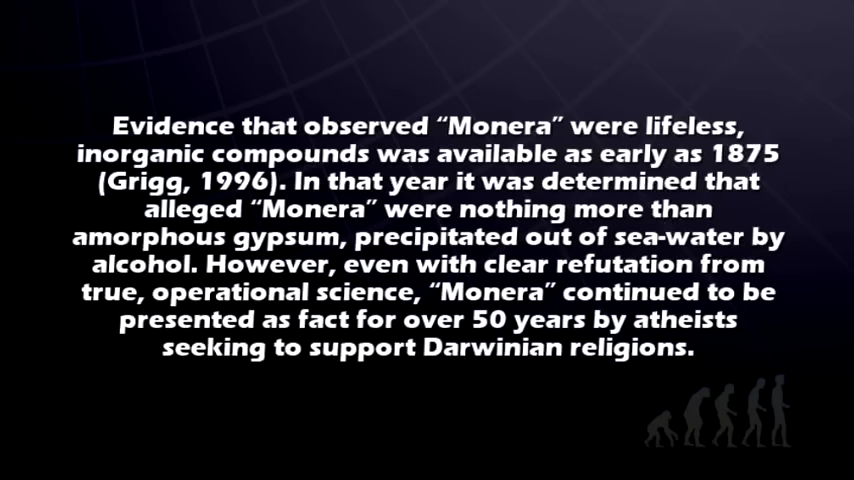 Evidence that observed “Monera” were lifeless,
inorganic compounds was available as early as 1875
(Grigg, 1996). In that year it was determined that
alleged “Monera” were nothing more than
amorphous gypsum, precipitated out of sea-water by
alcohol. However, even with clear refutation from
true, operational science, “Monera” continued to be
presented as fact for over 50 years by atheists
seeking to support Darwinian religions.